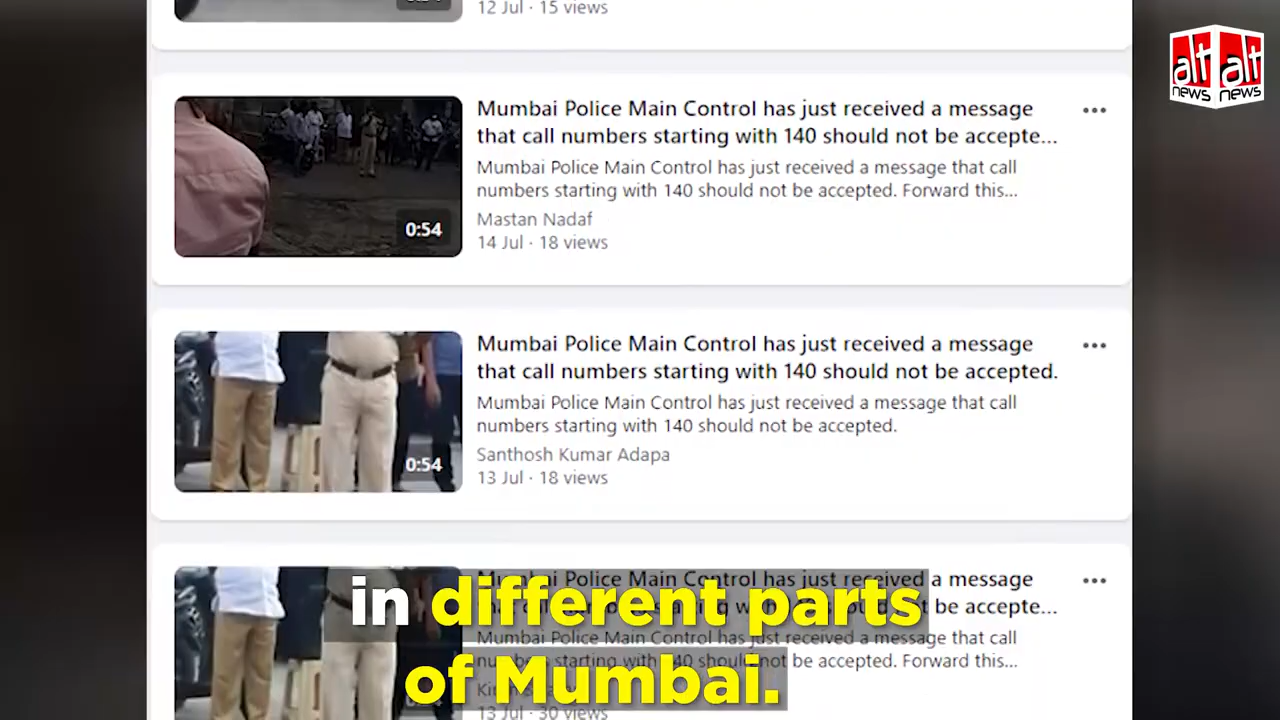 12 Jul · 15 views
alt alt
news news
Mumbai Police Main Control has just received a message
that call numbers starting with 140 should not be accepte...
Mumbai Police Main Control has just received a message that call
numbers starting with 140 should not be accepted. Forward this...
Mastan Nadaf
14 Jul · 18 views
0:54
Mumbai Police Main Control has just received a message
that call numbers starting with 140 should not be accepted.
Mumbai Police Main Control has just received a message that call
numbers starting with 140 should not be accepted.
Santhosh Kumar Adapa
13 Jul · 18 views
0:54
Mumbai Police Main Control has just received a message
accepte...
Mumbai Police Main Control has just received a message that call
numbers starting with 140 should not be accepted. Forward this...
13 Jul · 30 views
in different parts
of Mumbai.